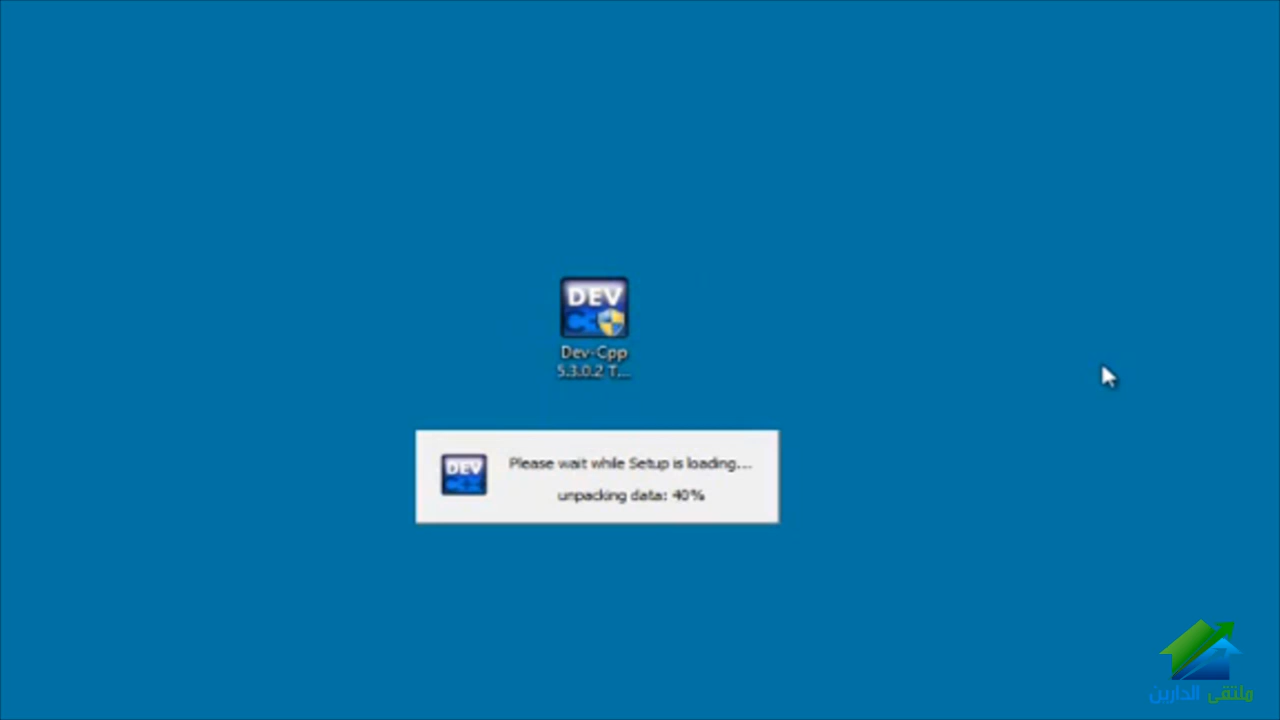 DEV
Dev-Cpp
5.3.0.2 T...
DEV
C++
Please wait while Setup is loading...
unpacking data: 40%
ملتقى الدارين